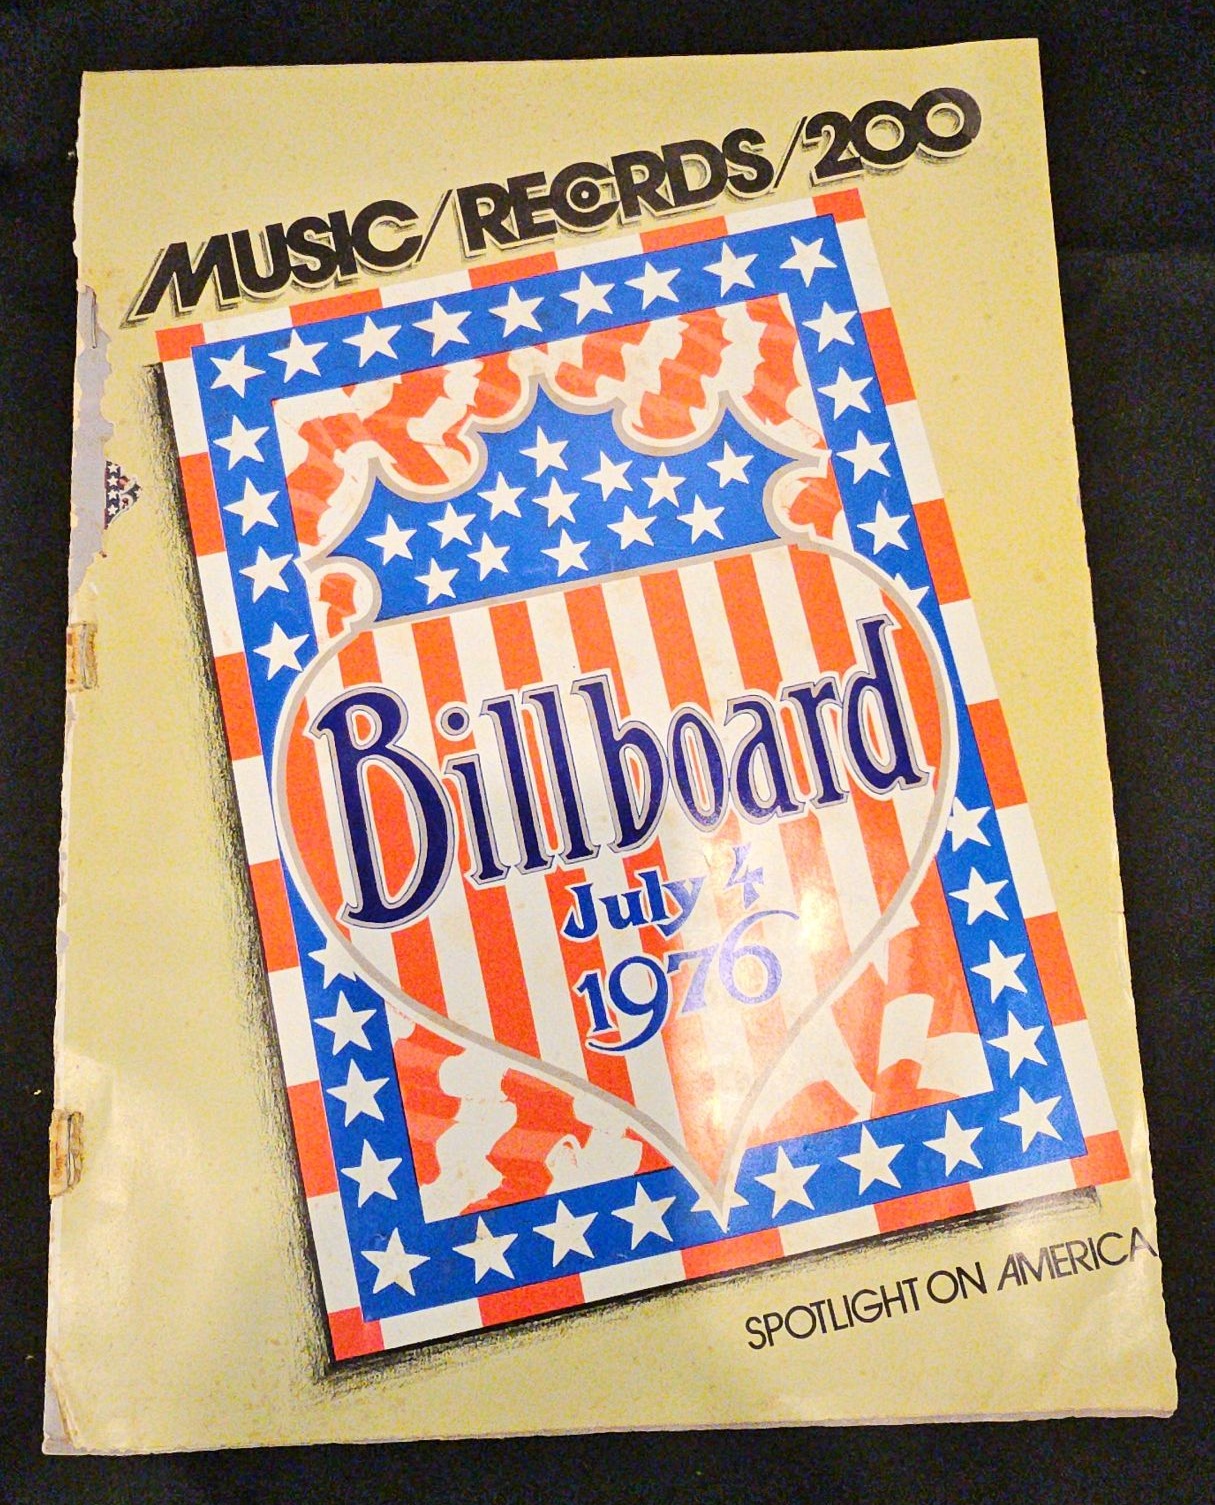 MUSIC/RECORDS/200
Billboard
July 4
1976
SPOTLIGHT ON AMERICA